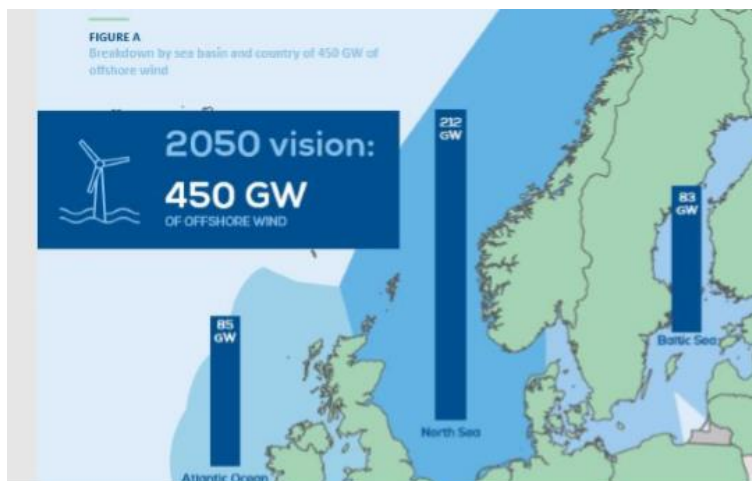 FIGURE A
Breakdown by sea basin and country of 450 GW of
offshore wind
2050 vision:
450 GW
OF OFFSHORE WIND
212
GW
83
GW
Baltic Sea
85
GW
North Sea
Atlantic Ocean